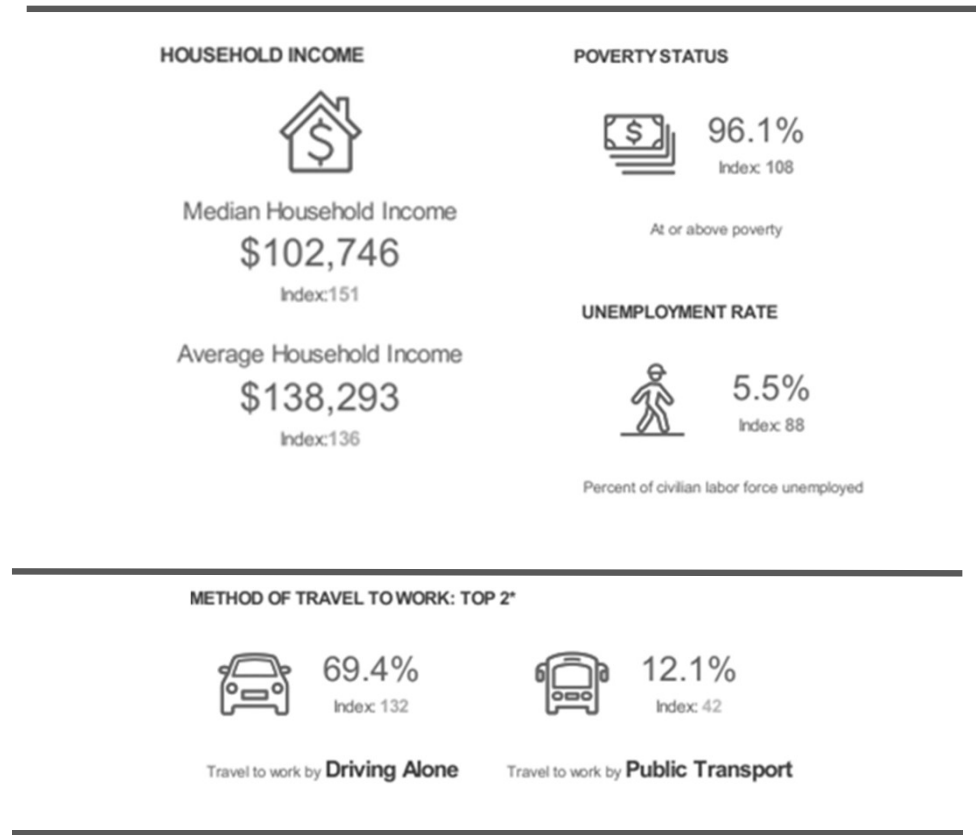 HOUSEHOLD INCOME
$
Median Household Income
$102,746
Index:151
Average Household Income
$138,293
Index:136
POVERTY STATUS
$
96.1%
Index: 108
At or above poverty
UNEMPLOYMENT RATE
5.5%
Index: 88
Percent of civilian labor force unemployed
METHOD OF TRAVEL TO WORK: TOP 2*
69.4%
Index: 132
Travel to work by Driving Alone
12.1%
Index: 42
Travel to work by Public Transport